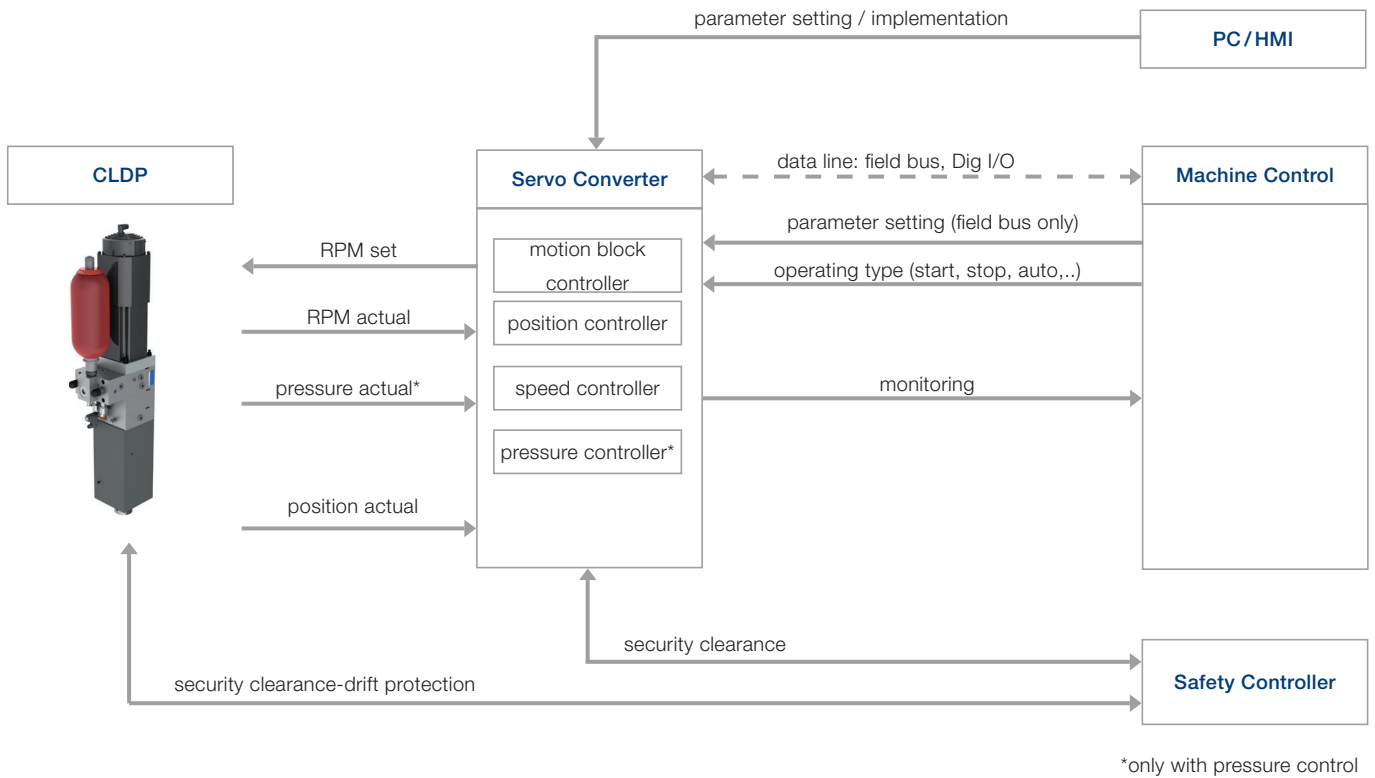 parameter setting / implementation
PC/HMI
CLDP
Servo Converter
data line: field bus, Dig I/O
Machine Control
parameter setting (field bus only)
RPM set
motion block
controller
operating type (start, stop, auto,..)
RPM actual
position controller
pressure actual*
speed controller
monitoring
pressure controller*
position actual
security clearance
security clearance-drift protection
Safety Controller
*only with pressure control